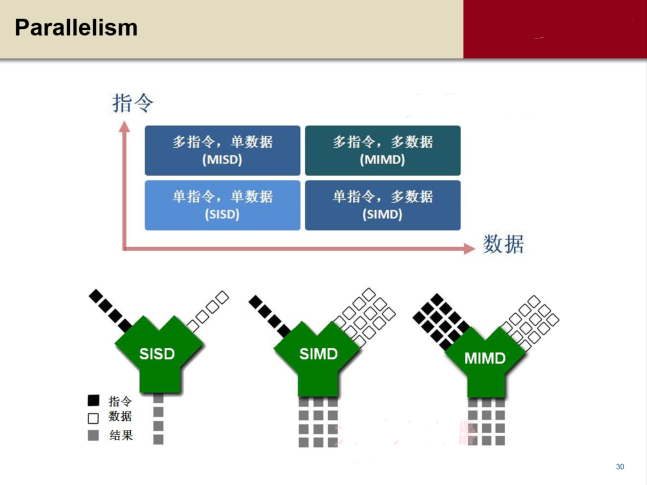 Parallelism
指令
多指令，单数据
(MISD)
多指令，多数据
(MIMD)
单指令，单数据
(SISD)
单指令，多数据
(SIMD)
数据
SISD
SIMD
MIMD
指令
数据
结果
30